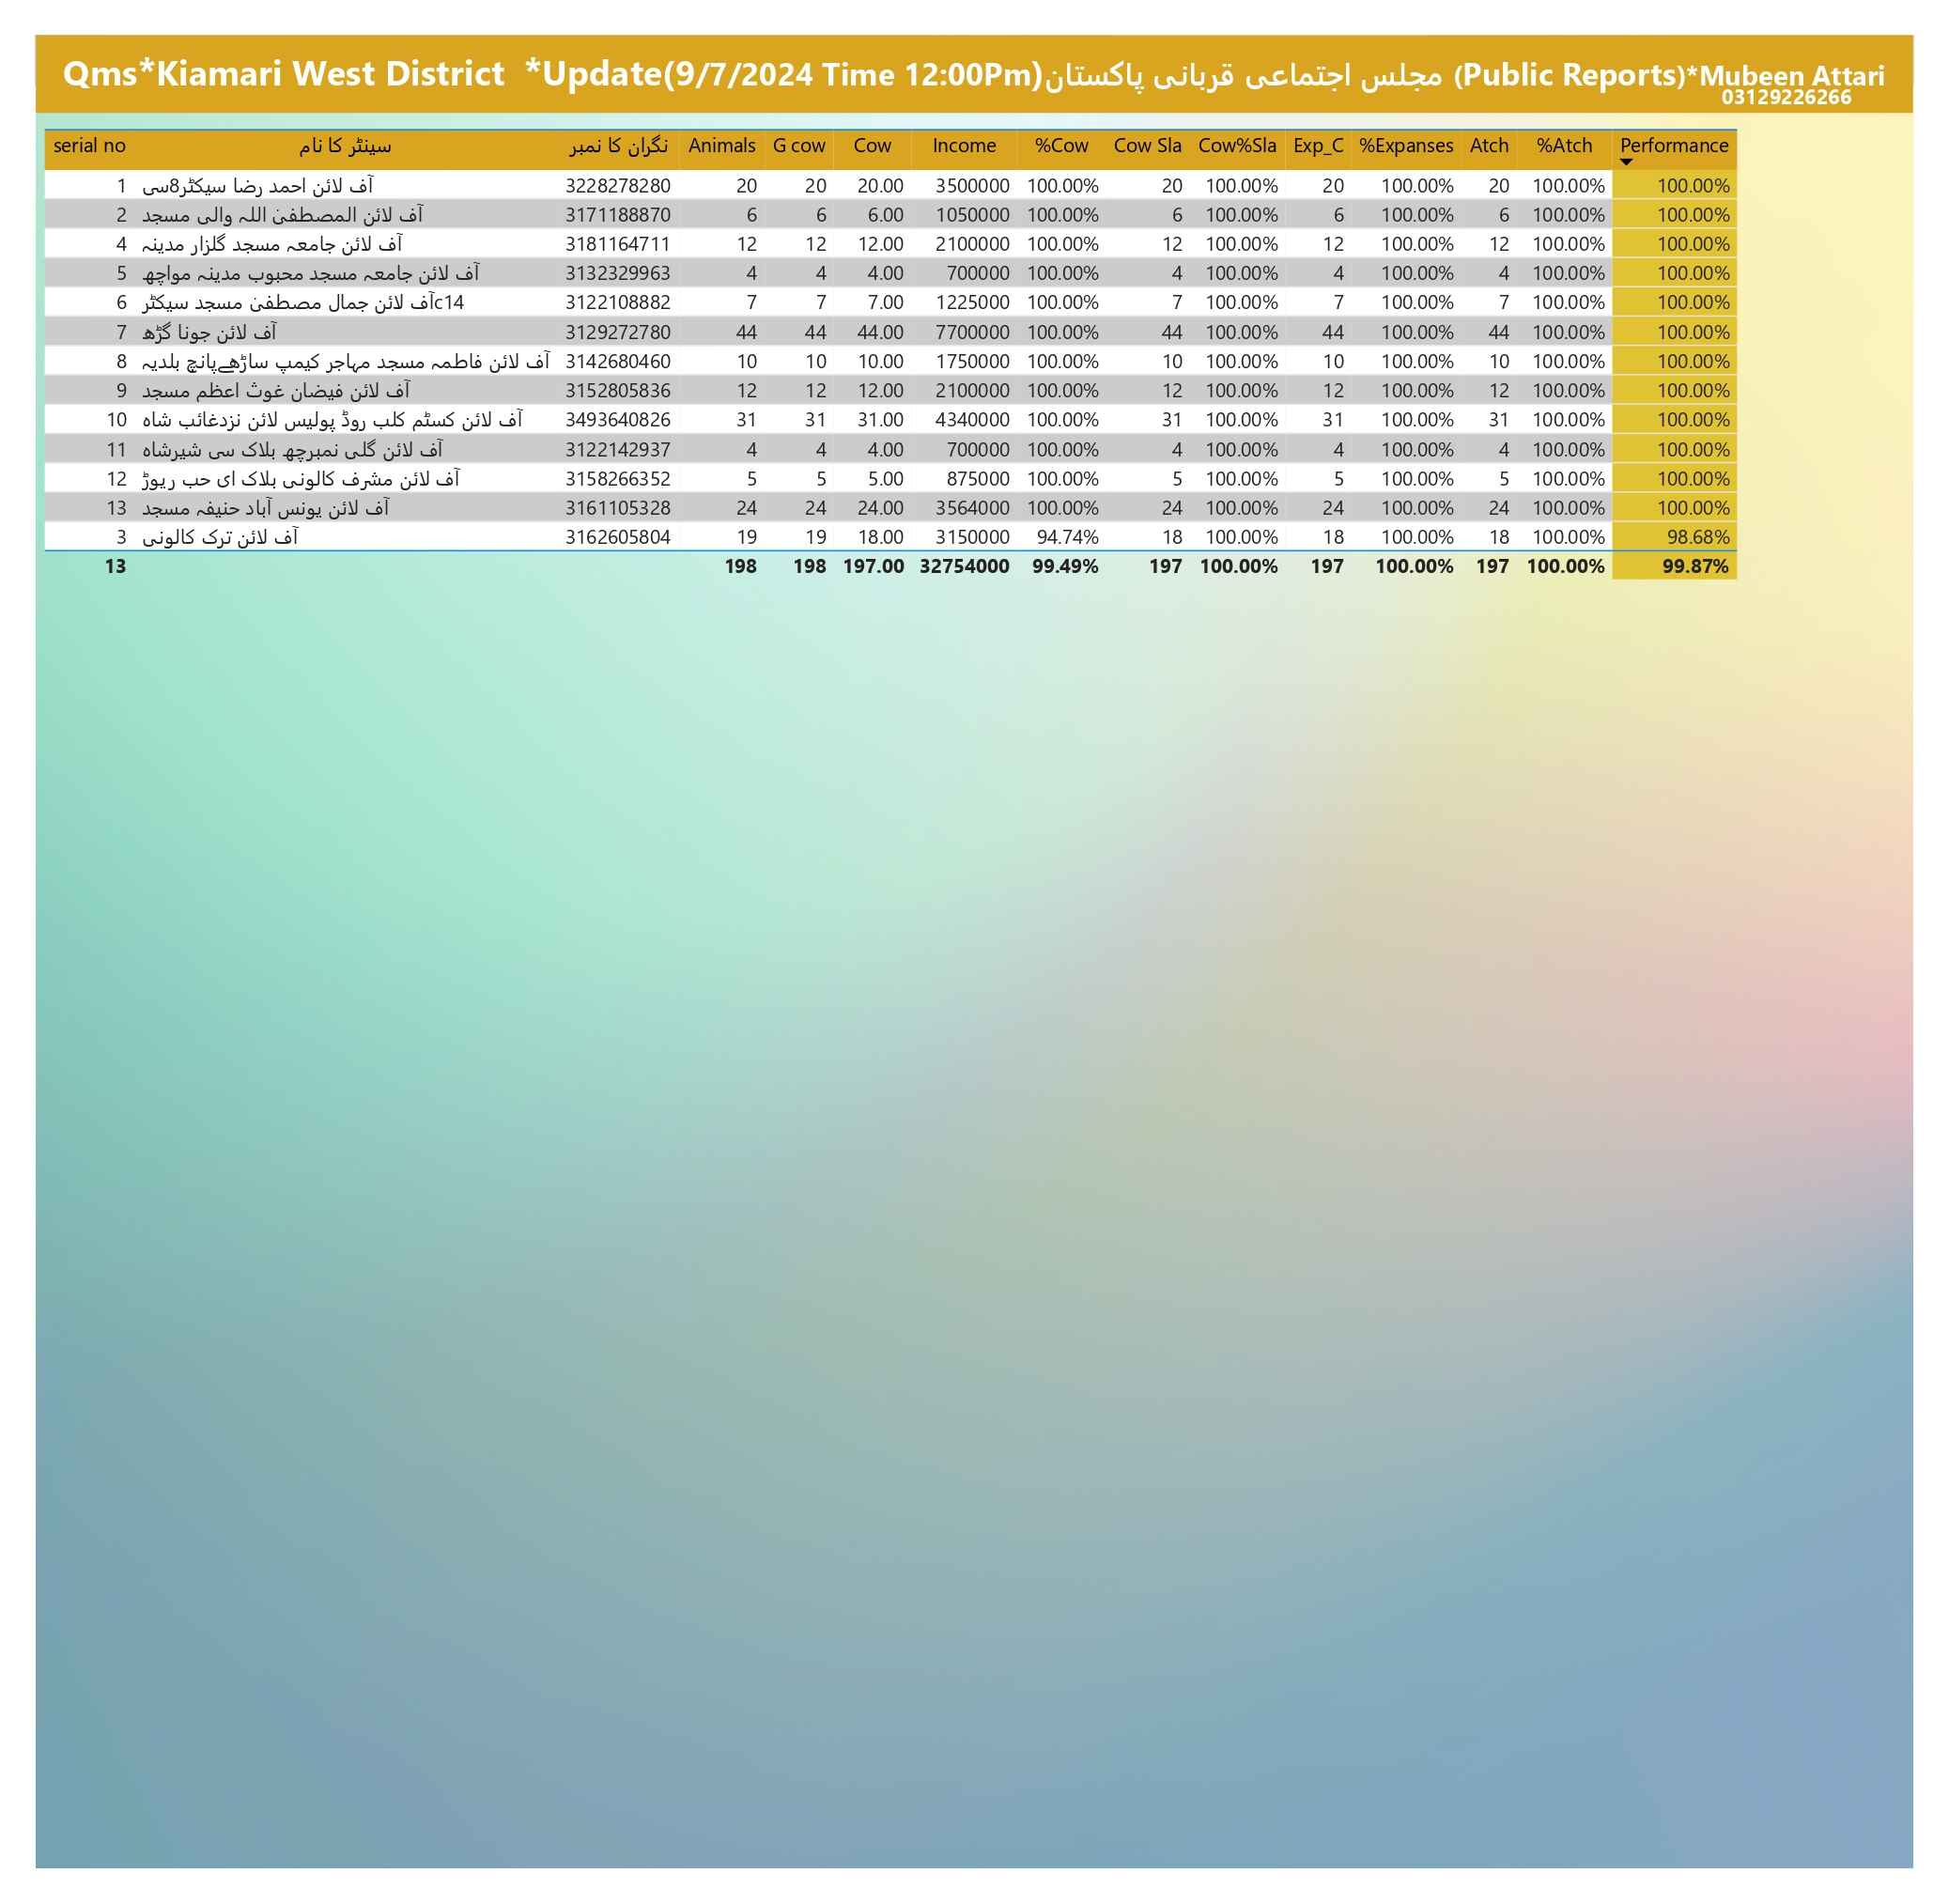 Qms*Kiamari West District *Update(9/7/2024 Time 12:00Pm)مجلس اجتماعی قربانی پاکستان (Public Reports)*Mubeen Attari
03129226266
serial no سینٹر کا نام نگران کا نمبر Animals G cow Cow Income %Cow Cow Sla Cow%Sla Exp_C %Expanses Atch %Atch Performance
1 آف لائن احمد رضا سیکٹر8سی 3228278280 20 20 20.00 3500000 100.00% 20 100.00% 20 100.00% 20 100.00% 100.00%
2 آف لائن المصطفیٰ اللہ والی مسجد 3171188870 6 6 6.00 1050000 100.00% 6 100.00% 6 100.00% 6 100.00% 100.00%
4 آف لائن جامعہ مسجد گلزار مدینہ 3181164711 12 12 12.00 2100000 100.00% 12 100.00% 12 100.00% 12 100.00% 100.00%
5 آف لائن جامعہ مسجد محبوب مدینہ مواچھ 3132329963 4 4 4.00 700000 100.00% 4 100.00% 4 100.00% 4 100.00% 100.00%
6 آف لائن جمال مصطفیٰ مسجد سیکٹرc14 3122108882 7 7 7.00 1225000 100.00% 7 100.00% 7 100.00% 7 100.00% 100.00%
7 آف لائن جونا گڑھ 3129272780 44 44 44.00 7700000 100.00% 44 100.00% 44 100.00% 44 100.00% 100.00%
8 آف لائن فاطمہ مسجد مہاجر کیمپ ساڑھےپانچ بلدیہ 3142680460 10 10 10.00 1750000 100.00% 10 100.00% 10 100.00% 10 100.00% 100.00%
9 آف لائن فیضان غوث اعظم مسجد 3152805836 12 12 12.00 2100000 100.00% 12 100.00% 12 100.00% 12 100.00% 100.00%
10 آف لائن کسٹم کلب روڈ پولیس لائن نزدغائب شاہ 3493640826 31 31 31.00 4340000 100.00% 31 100.00% 31 100.00% 31 100.00% 100.00%
11 آف لائن گلی نمبرچھ بلاک سی شیرشاہ 3122142937 4 4 4.00 700000 100.00% 4 100.00% 4 100.00% 4 100.00% 100.00%
12 آف لائن مشرف کالونی بلاک ای حب ریوڑ 3158266352 5 5 5.00 875000 100.00% 5 100.00% 5 100.00% 5 100.00% 100.00%
13 آف لائن یونس آباد حنیفہ مسجد 3161105328 24 24 24.00 3564000 100.00% 24 100.00% 24 100.00% 24 100.00% 100.00%
3 آف لائن ترک کالونی 3162605804 19 19 18.00 3150000 94.74% 18 100.00% 18 100.00% 18 100.00% 98.68%
13 198 198 197.00 32754000 99.49% 197 100.00% 197 100.00% 197 100.00% 99.87%